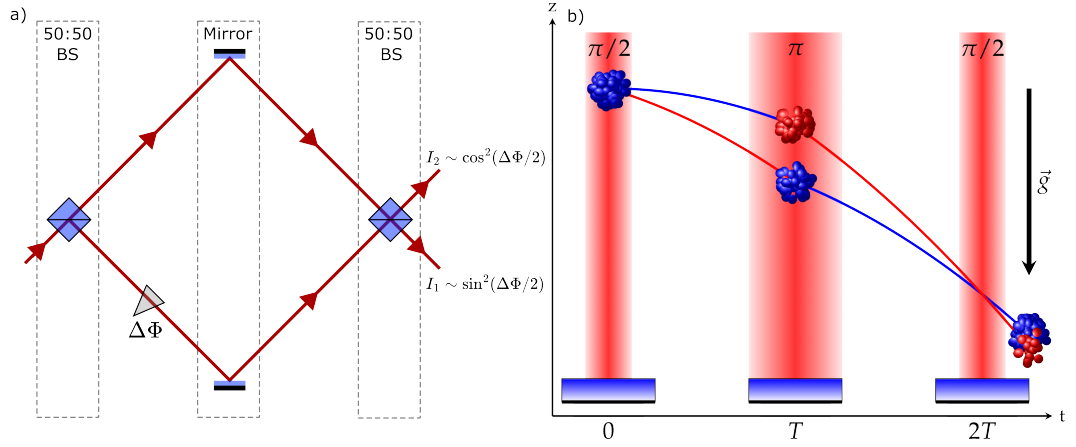 a)
50:50
BS
Mirror
50:50
BS
I₂ ∼ cos²(ΔΦ/2)
I₁ ∼ sin²(ΔΦ/2)
ΔΦ
b)
z
π/2
π
π/2
g⃗
t
0
T
2T